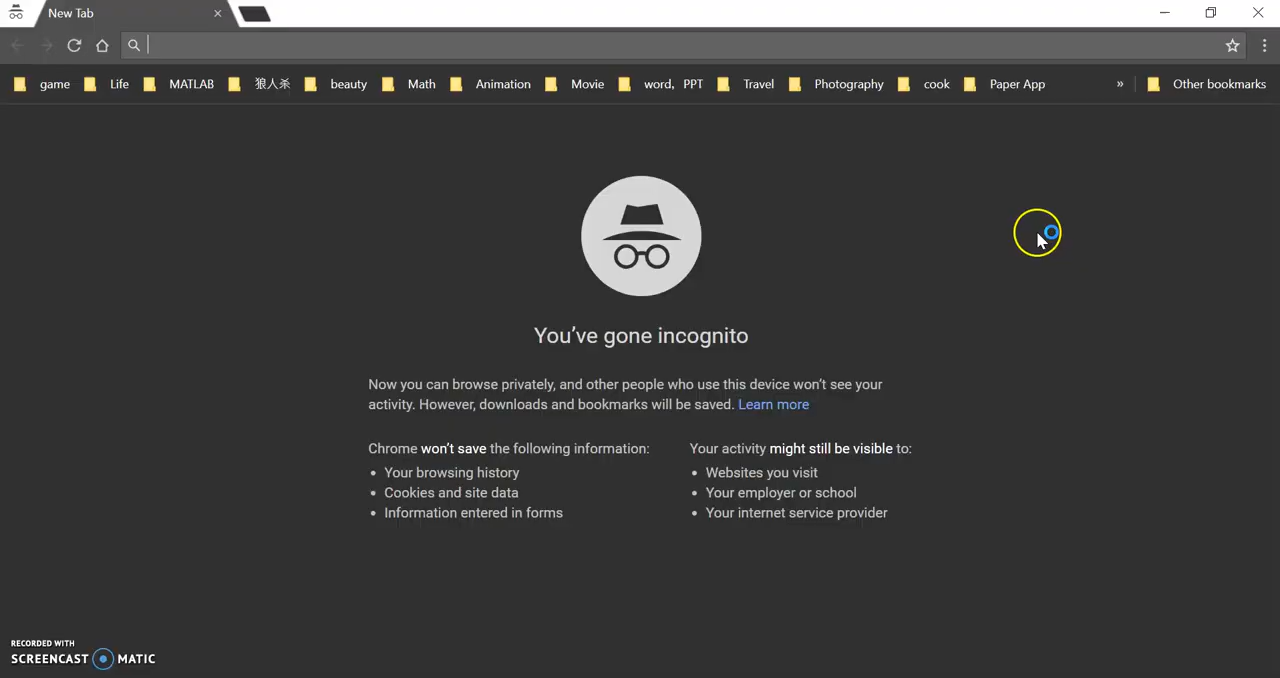 New Tab
game Life MATLAB 狼人杀 beauty Math Animation Movie word, PPT Travel Photography cook Paper App » Other bookmarks
You've gone incognito
Now you can browse privately, and other people who use this device won't see your
activity. However, downloads and bookmarks will be saved. Learn more
Chrome won't save the following information:
• Your browsing history
• Cookies and site data
• Information entered in forms
Your activity might still be visible to:
• Websites you visit
• Your employer or school
• Your internet service provider
RECORDED WITH
SCREENCAST MATIC